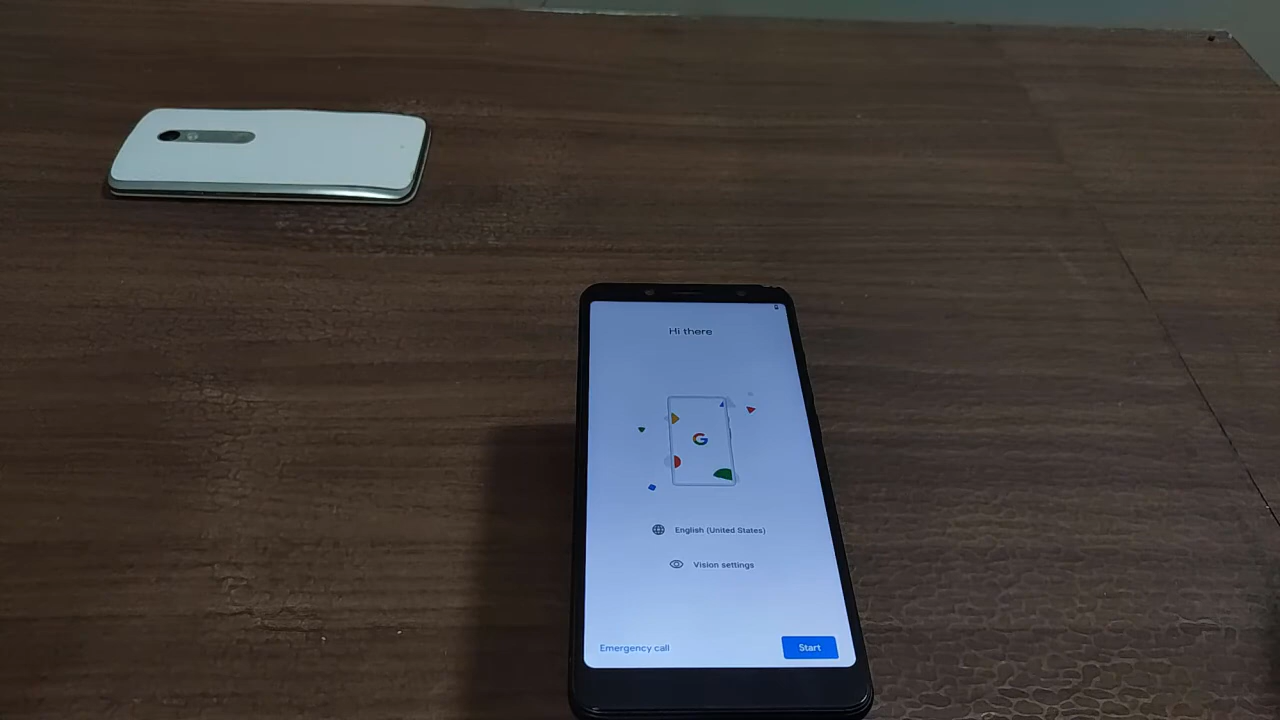 Hi there
G
English (United States)
Vision settings
Emergency call
Start